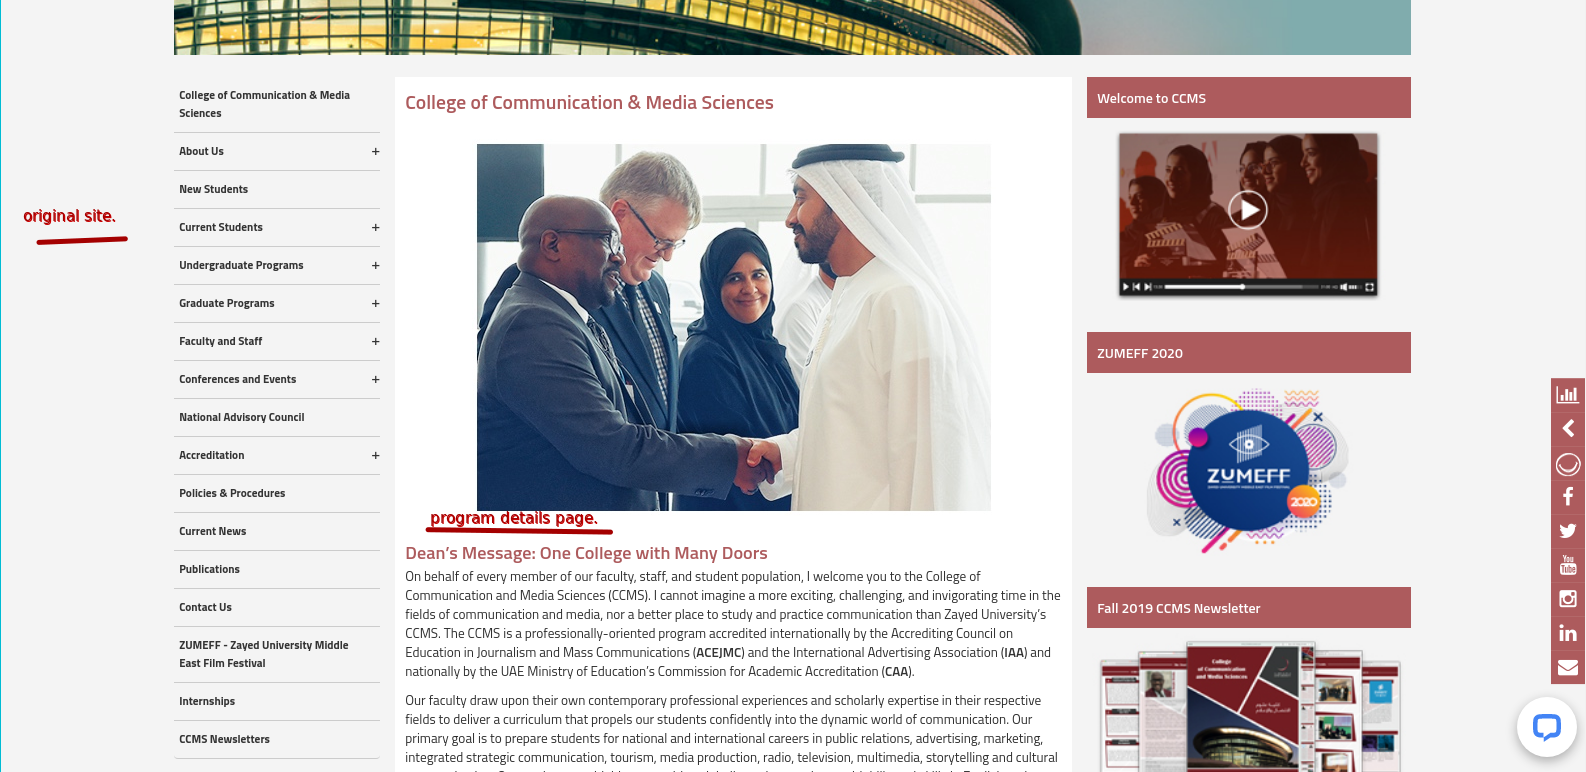 College of Communication & Media
Sciences
About Us +
New Students
Current Students +
Undergraduate Programs +
Graduate Programs +
Faculty and Staff +
Conferences and Events +
National Advisory Council
Accreditation +
Policies & Procedures
Current News
Publications
Contact Us
ZUMEFF - Zayed University Middle
East Film Festival
Internships
CCMS Newsletters
original site.
College of Communication & Media Sciences
program details page.
Dean’s Message: One College with Many Doors
On behalf of every member of our faculty, staff, and student population, I welcome you to the College of
Communication and Media Sciences (CCMS). I cannot imagine a more exciting, challenging, and invigorating time in the
fields of communication and media, nor a better place to study and practice communication than Zayed University’s
CCMS. The CCMS is a professionally-oriented program accredited internationally by the Accrediting Council on
Education in Journalism and Mass Communications (ACEJMC) and the International Advertising Association (IAA) and
nationally by the UAE Ministry of Education’s Commission for Academic Accreditation (CAA).
Our faculty draw upon their own contemporary professional experiences and scholarly expertise in their respective
fields to deliver a curriculum that propels our students confidently into the dynamic world of communication. Our
primary goal is to prepare students for national and international careers in public relations, advertising, marketing,
integrated strategic communication, tourism, media production, radio, television, multimedia, storytelling and cultural
Welcome to CCMS
ZUMEFF 2020
ZUMEFF
ZAYED UNIVERSITY MIDDLE EAST FILM FESTIVAL
2020
Fall 2019 CCMS Newsletter
College
of Communication
and Media Sciences
You
Tube